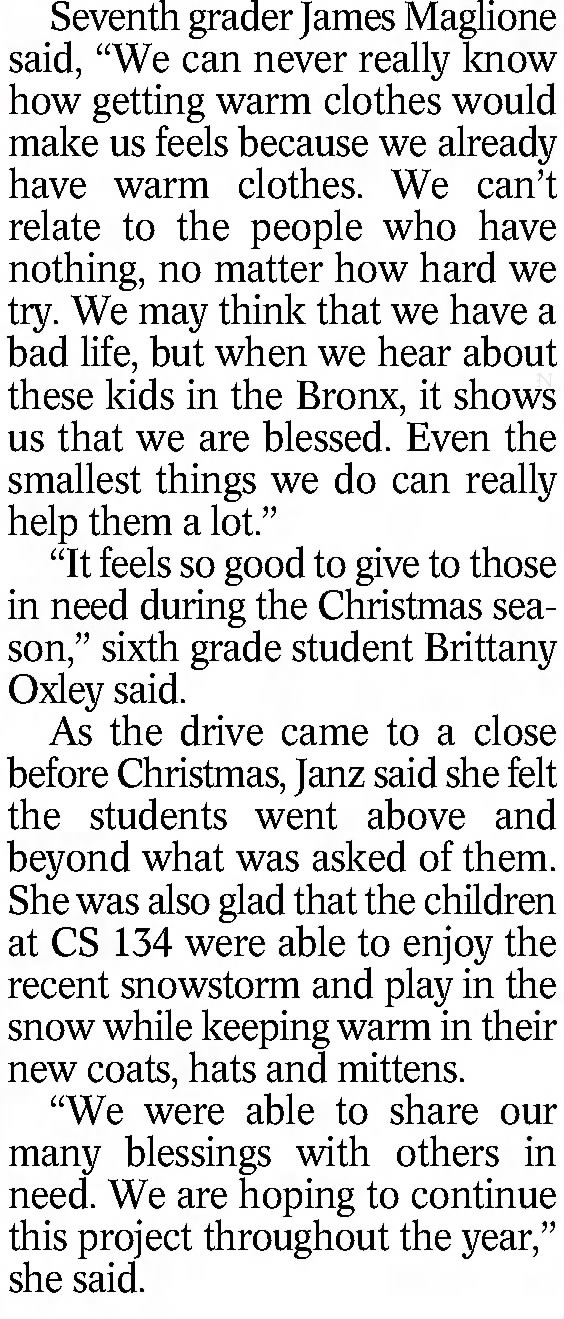 Seventh grader James Maglione
said, “We can never really know
how getting warm clothes would
make us feels because we already
have warm clothes. We can’t
relate to the people who have
nothing, no matter how hard we
try. We may think that we have a
bad life, but when we hear about
these kids in the Bronx, it shows
us that we are blessed. Even the
smallest things we do can really
help them a lot.”
“It feels so good to give to those
in need during the Christmas sea-
son,” sixth grade student Brittany
Oxley said.
As the drive came to a close
before Christmas, Janz said she felt
the students went above and
beyond what was asked of them.
She was also glad that the children
at CS 134 were able to enjoy the
recent snowstorm and play in the
snow while keeping warm in their
new coats, hats and mittens.
“We were able to share our
many blessings with others in
need. We are hoping to continue
this project throughout the year,”
she said.